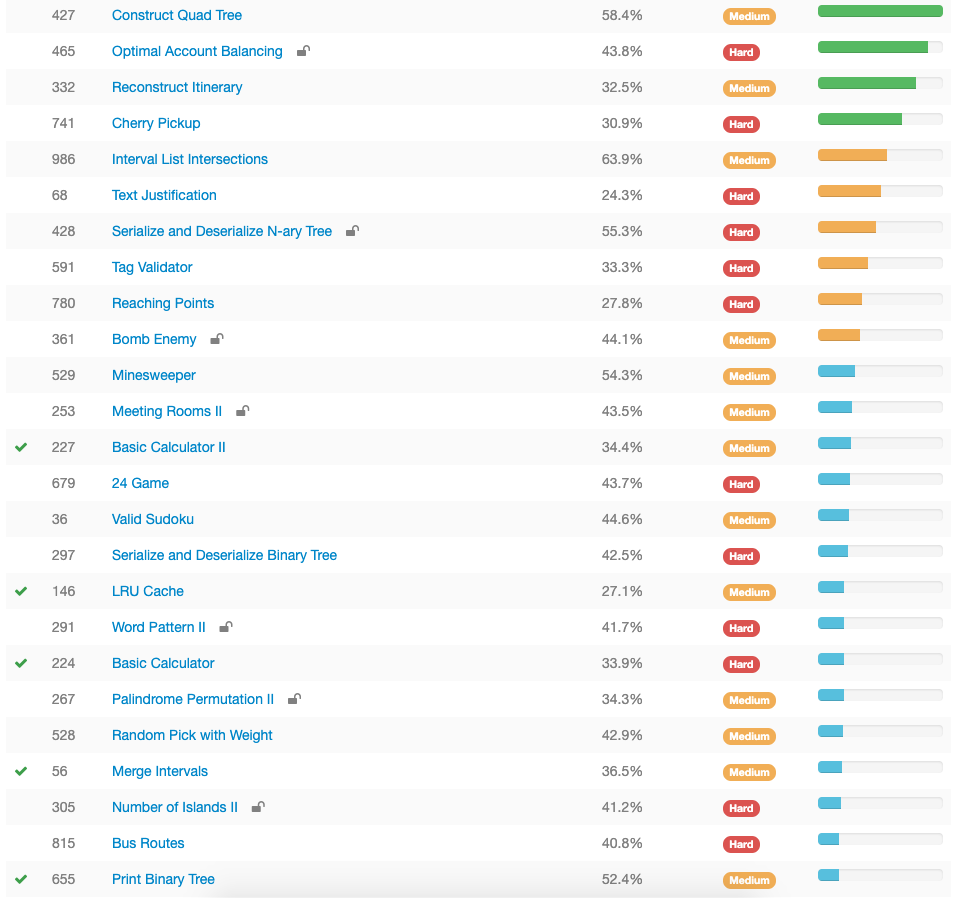 427 Construct Quad Tree 58.4% Medium
465 Optimal Account Balancing 43.8% Hard
332 Reconstruct Itinerary 32.5% Medium
741 Cherry Pickup 30.9% Hard
986 Interval List Intersections 63.9% Medium
68 Text Justification 24.3% Hard
428 Serialize and Deserialize N-ary Tree 55.3% Hard
591 Tag Validator 33.3% Hard
780 Reaching Points 27.8% Hard
361 Bomb Enemy 44.1% Medium
529 Minesweeper 54.3% Medium
253 Meeting Rooms II 43.5% Medium
227 Basic Calculator II 34.4% Medium
679 24 Game 43.7% Hard
36 Valid Sudoku 44.6% Medium
297 Serialize and Deserialize Binary Tree 42.5% Hard
146 LRU Cache 27.1% Medium
291 Word Pattern II 41.7% Hard
224 Basic Calculator 33.9% Hard
267 Palindrome Permutation II 34.3% Medium
528 Random Pick with Weight 42.9% Medium
56 Merge Intervals 36.5% Medium
305 Number of Islands II 41.2% Hard
815 Bus Routes 40.8% Hard
655 Print Binary Tree 52.4% Medium